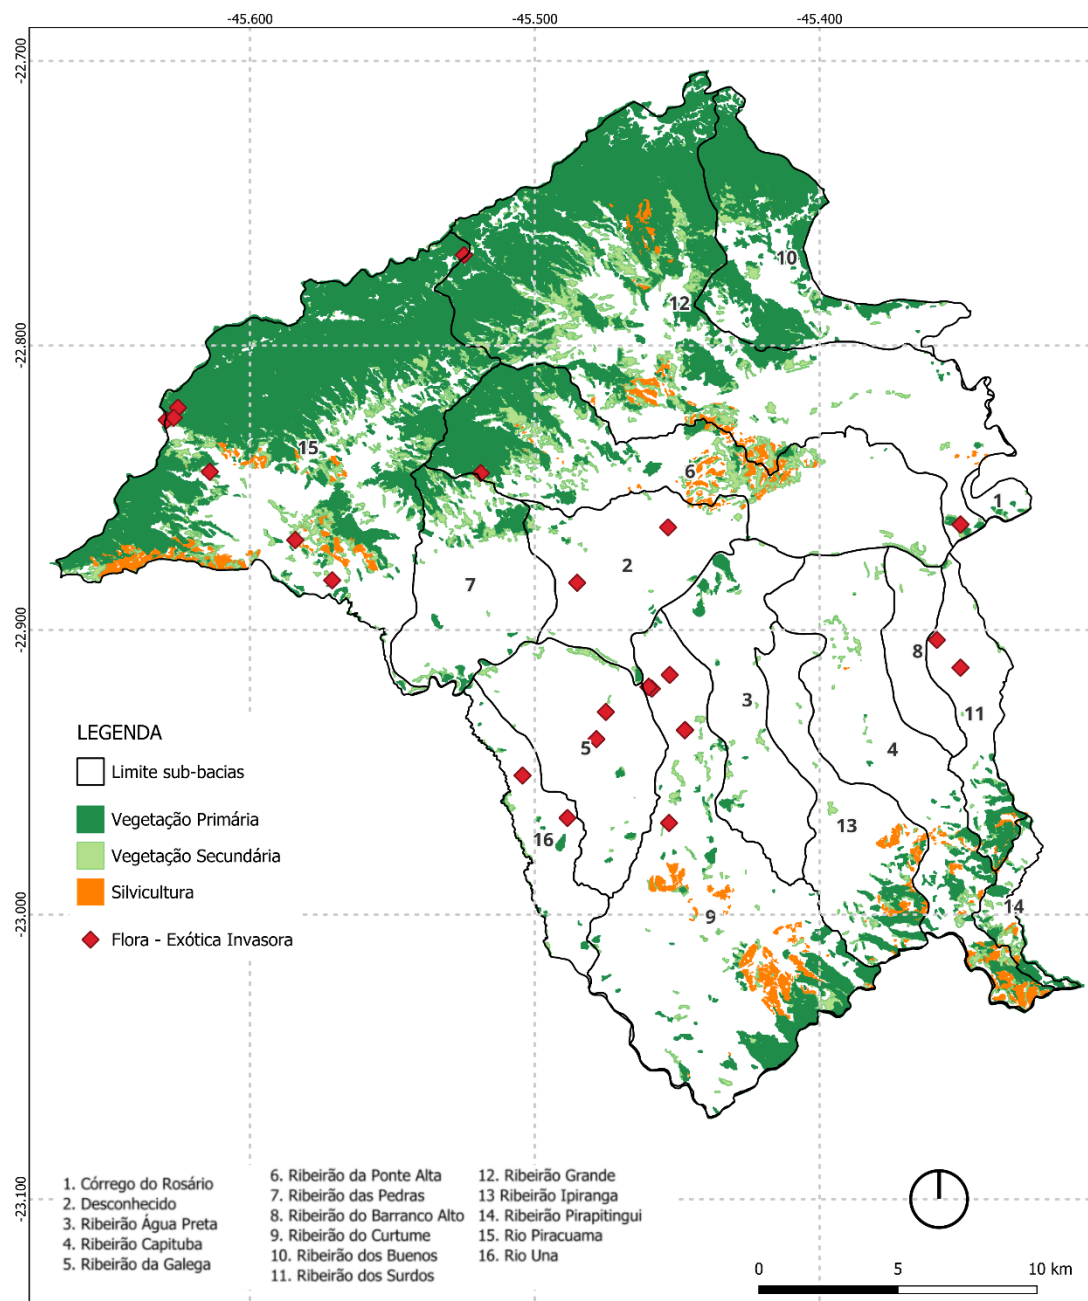 -45.600
-45.500
-45.400
-22.700
-22.800
-22.900
-23.000
-23.100
10
12
15
6
1
2
7
8
3
11
5
4
13
16
14
9
LEGENDA
Limite sub-bacias
Vegetação Primária
Vegetação Secundária
Silvicultura
Flora - Exótica Invasora
1. Córrego do Rosário
2. Desconhecido
3. Ribeirão Água Preta
4. Ribeirão Capituba
5. Ribeirão da Galega
6. Ribeirão da Ponte Alta
7. Ribeirão das Pedras
8. Ribeirão do Barranco Alto
9. Ribeirão do Curtume
10. Ribeirão dos Buenos
11. Ribeirão dos Surdos
12. Ribeirão Grande
13 Ribeirão Ipiranga
14. Ribeirão Pirapitingui
15. Rio Piracuama
16. Rio Una
0 5 10 km